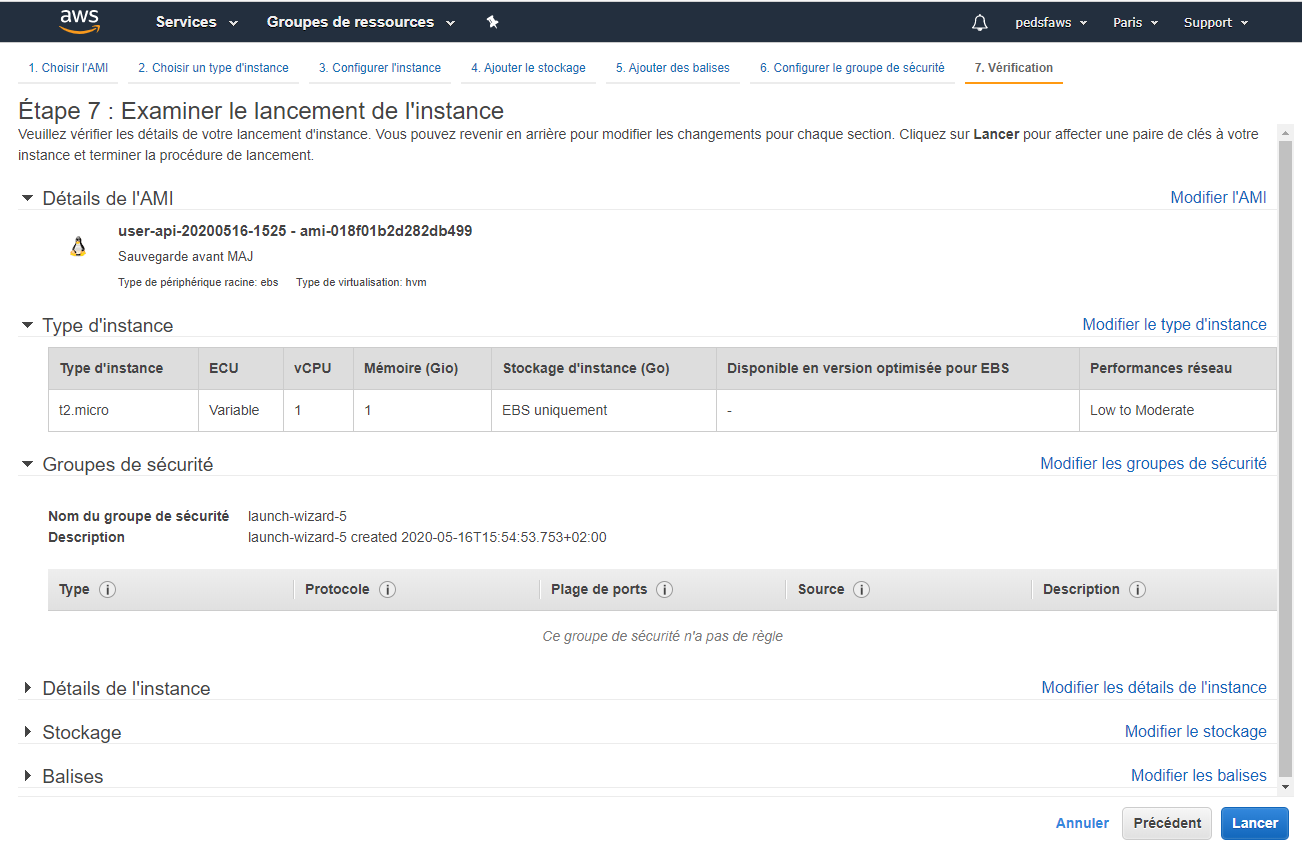 aws Services Groupes de ressources pedsfaws Paris Support
1. Choisir l'AMI 2. Choisir un type d'instance 3. Configurer l'instance 4. Ajouter le stockage 5. Ajouter des balises 6. Configurer le groupe de sécurité 7. Vérification
Étape 7 : Examiner le lancement de l'instance
Veuillez vérifier les détails de votre lancement d'instance. Vous pouvez revenir en arrière pour modifier les changements pour chaque section. Cliquez sur Lancer pour affecter une paire de clés à votre
instance et terminer la procédure de lancement.
Détails de l'AMI Modifier l'AMI
user-api-20200516-1525 - ami-018f01b2d282db499
Sauvegarde avant MAJ
Type de périphérique racine: ebs Type de virtualisation: hvm
Type d'instance Modifier le type d'instance
Type d'instance ECU vCPU Mémoire (Gio) Stockage d'instance (Go) Disponible en version optimisée pour EBS Performances réseau
t2.micro Variable 1 1 EBS uniquement - Low to Moderate
Groupes de sécurité Modifier les groupes de sécurité
Nom du groupe de sécurité launch-wizard-5
Description launch-wizard-5 created 2020-05-16T15:54:53.753+02:00
Type i Protocole i Plage de ports i Source i Description i
Ce groupe de sécurité n'a pas de règle
Détails de l'instance Modifier les détails de l'instance
Stockage Modifier le stockage
Balises Modifier les balises
Annuler Précédent Lancer